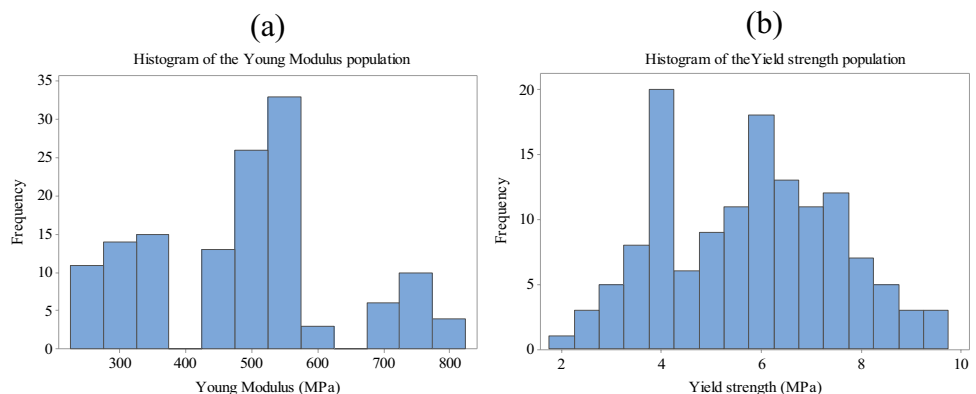 (a)
Histogram of the Young Modulus population
35
30
25
20
15
10
5
0
Frequency
300 400 500 600 700 800
Young Modulus (MPa)
(b)
Histogram of theYield strength population
20
15
10
5
0
Frequency
2 4 6 8 10
Yield strength (MPa)